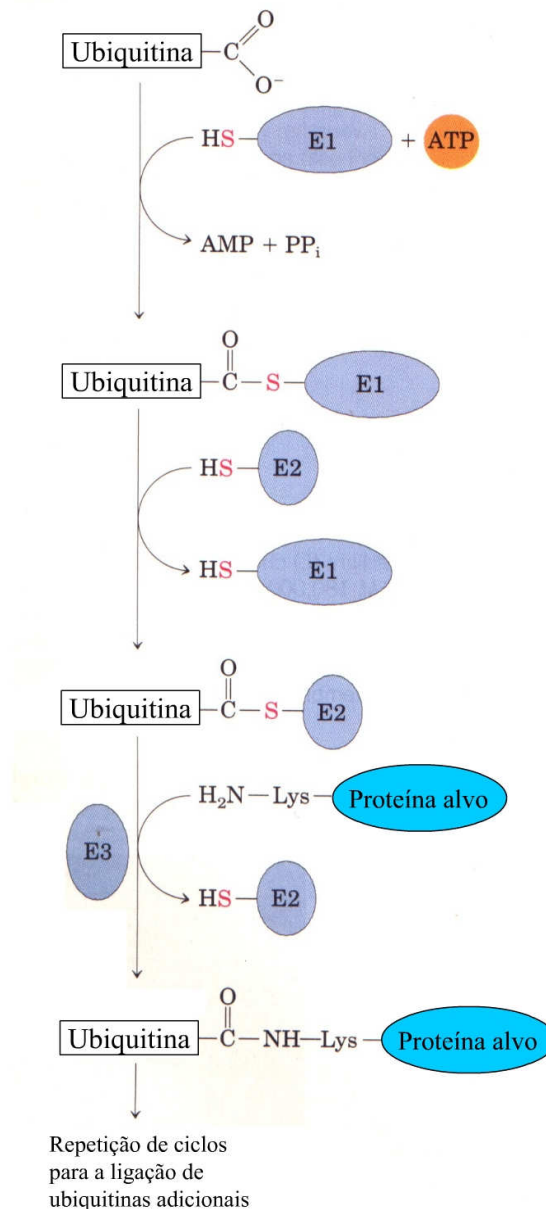 O
Ubiquitina—C
O⁻
HS—E1 + ATP
AMP + PPᵢ
O
Ubiquitina—C—S—E1
HS—E2
HS—E1
O
Ubiquitina—C—S—E2
H₂N—Lys—Proteína alvo
E3
HS—E2
O
Ubiquitina—C—NH—Lys—Proteína alvo
Repetição de ciclos
para a ligação de
ubiquitinas adicionais